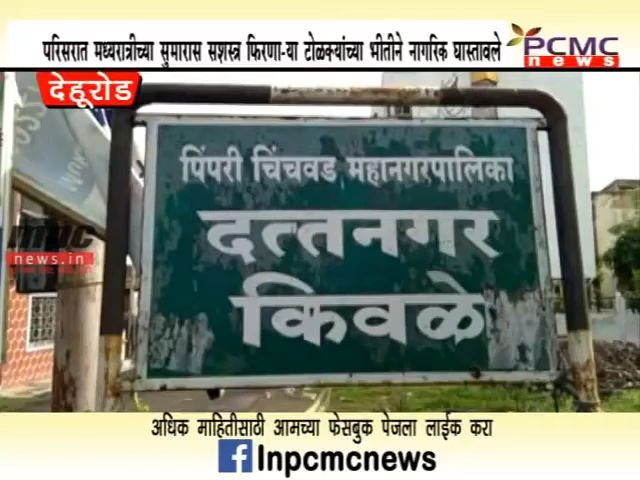 परिसरात मध्यरात्रीच्या सुमारास सशस्त्र फिरणा-या टोळक्यांच्या भीतीने नागरिक घास्तावले
PCMC
news
देहूरोड
पिंपरी चिंचवड महानगरपालिका
दत्तनगर
किवळे
news.in
अधिक माहितीसाठी आमच्या फेसबुक पेजला लाईक करा
f Inpcmcnews